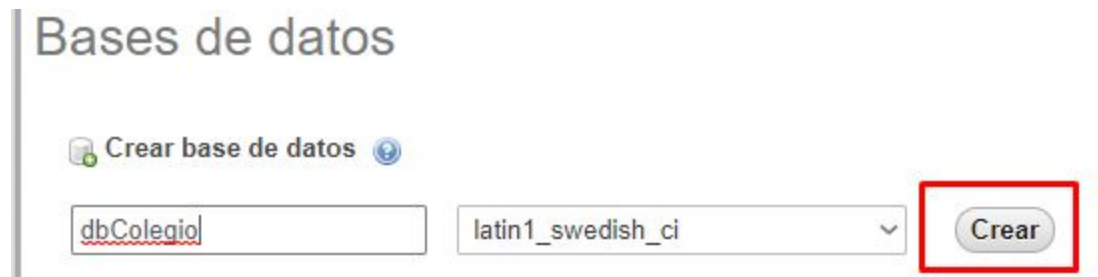 Bases de datos
Crear base de datos
dbColegio latin1_swedish_ci Crear